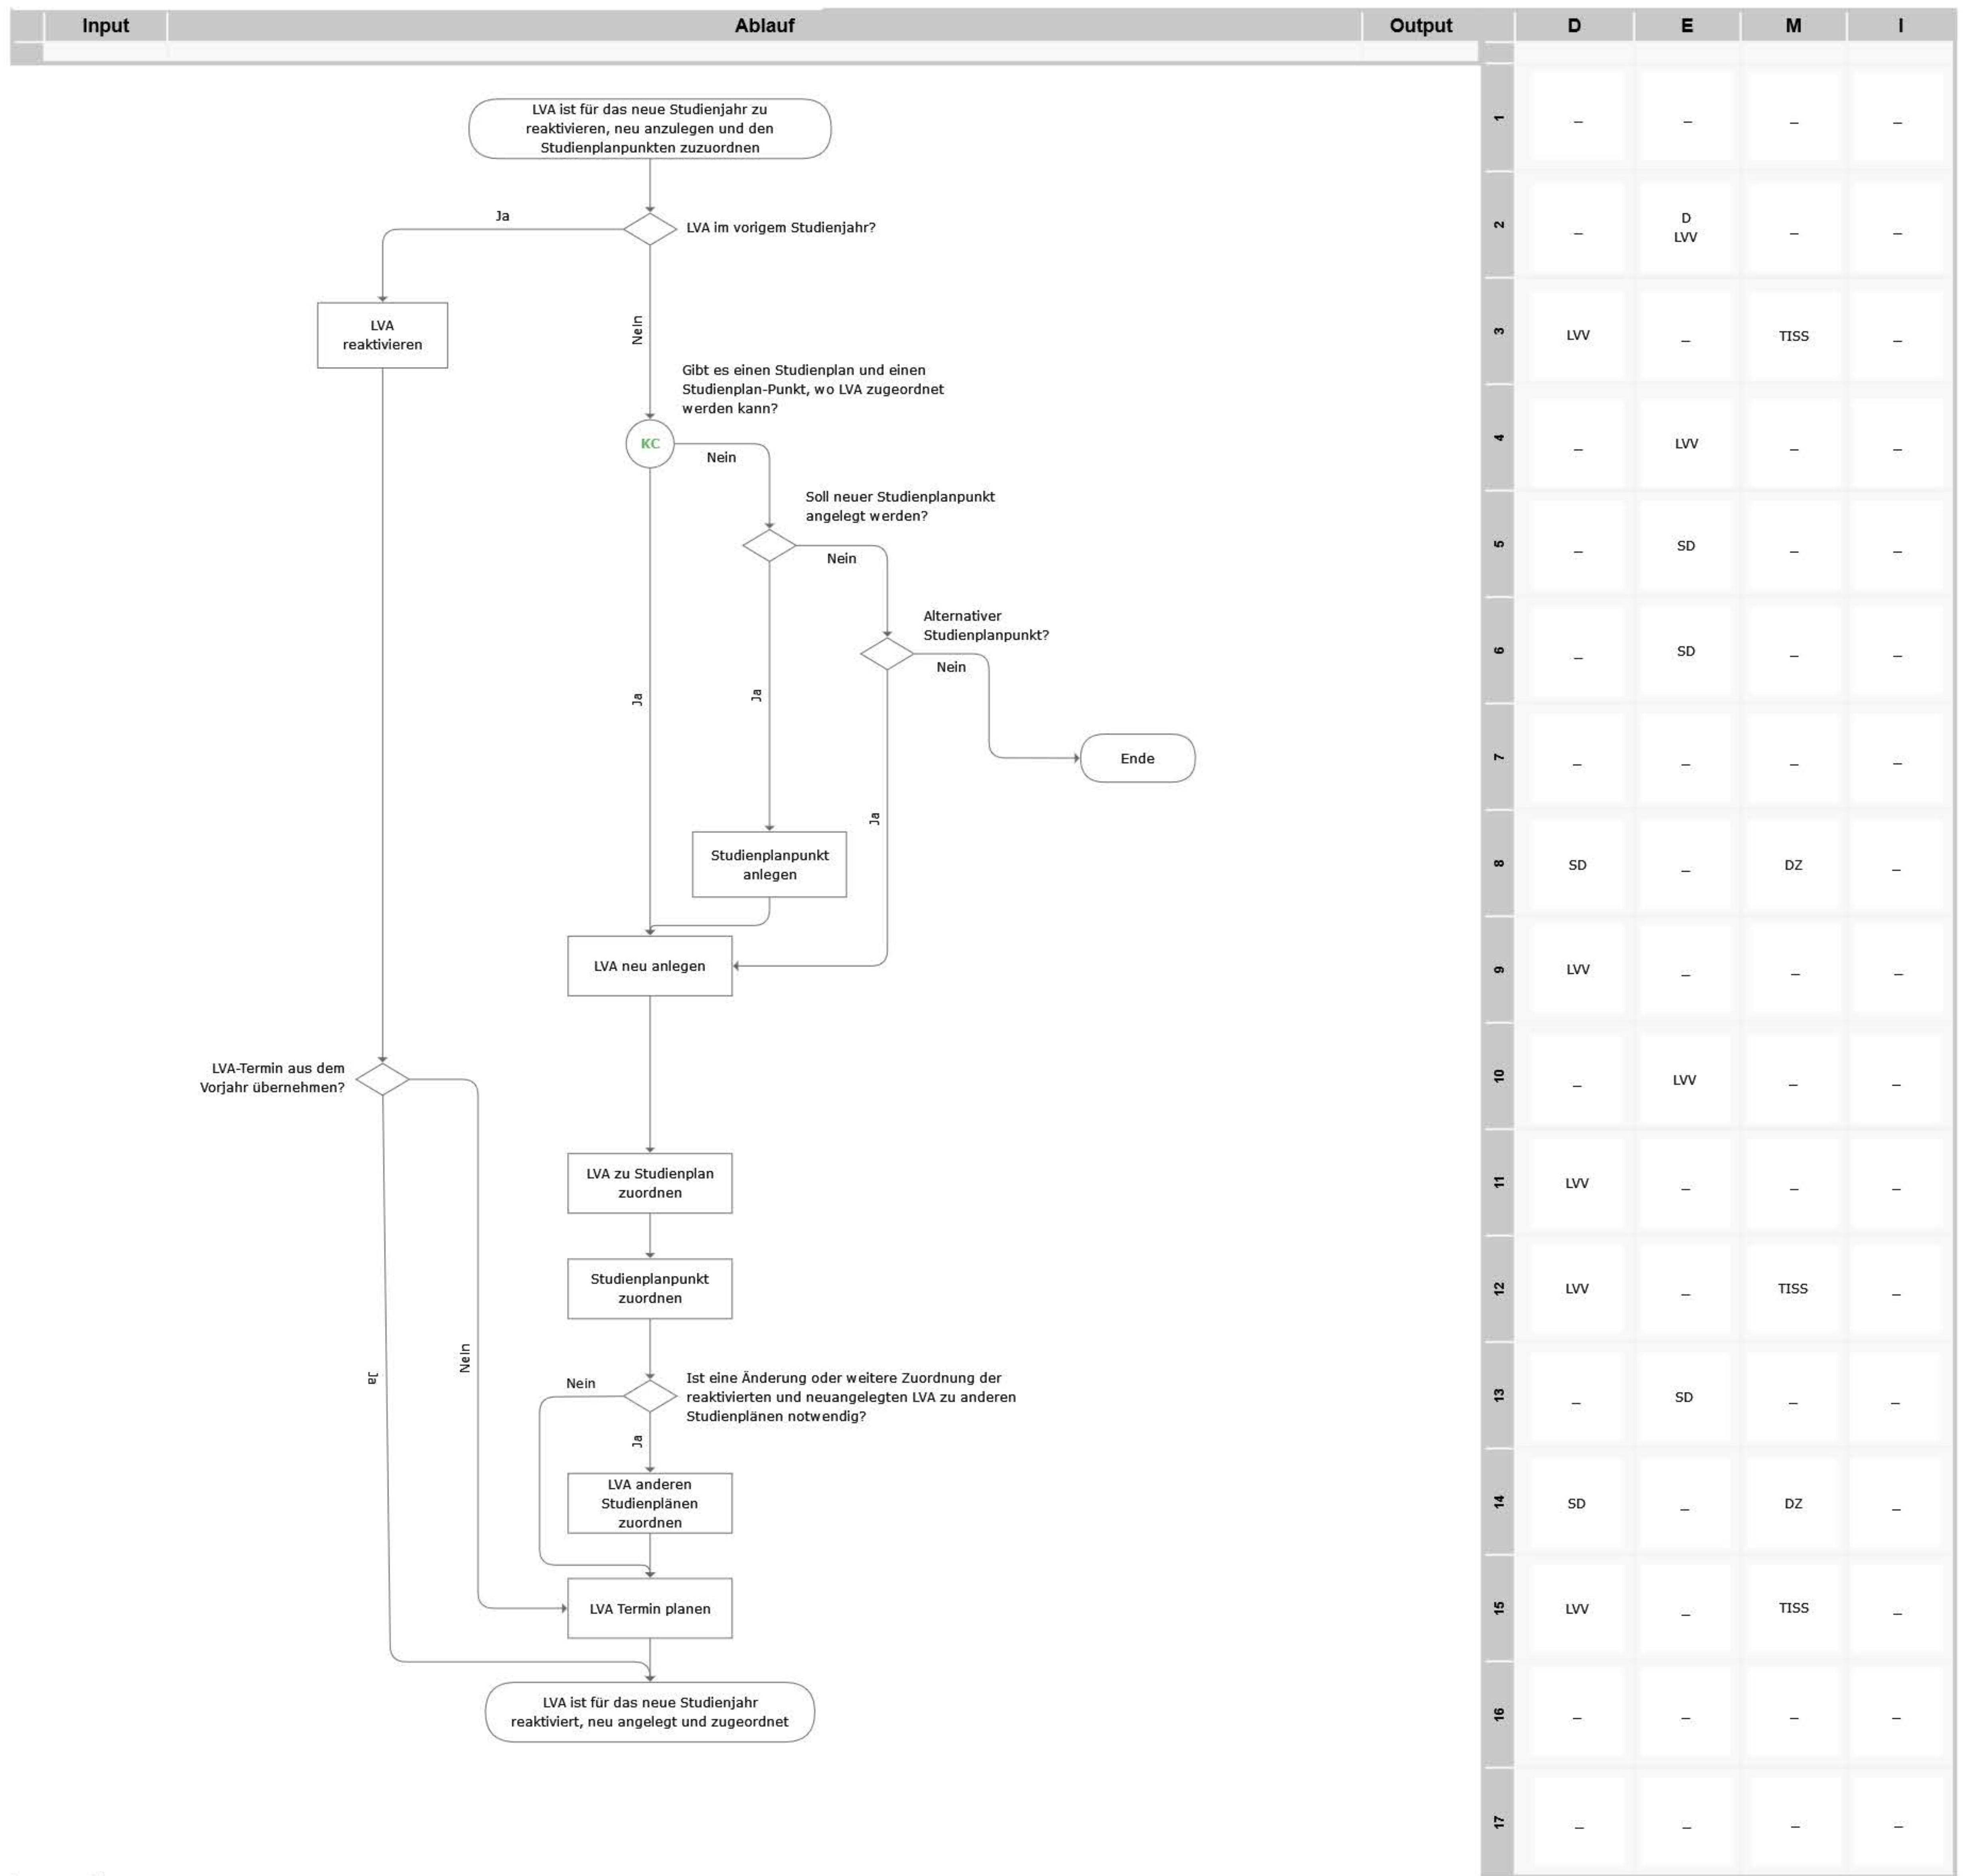 Input Ablauf Output D E M I
LVA ist für das neue Studienjahr zu
reaktivieren, neu anzulegen und den
Studienplanpunkten zuzuordnen
1 _ _ _ _
Ja
LVA im vorigem Studienjahr?
2 _ D _ _
LVV
Nein
LVA
reaktivieren
3 LVV _ TISS _
Gibt es einen Studienplan und einen
Studienplan-Punkt, wo LVA zugeordnet
werden kann?
KC
Nein
4 _ LVV _ _
Soll neuer Studienplanpunkt
angelegt werden?
Nein
5 _ SD _ _
Alternativer
Studienplanpunkt?
Nein
6 _ SD _ _
Ja
Ja
Ende
7 _ _ _ _
Ja
Studienplanpunkt
anlegen
8 SD _ DZ _
LVA neu anlegen
9 LVV _ _ _
LVA-Termin aus dem
Vorjahr übernehmen?
10 _ LVV _ _
LVA zu Studienplan
zuordnen
11 LVV _ _ _
Studienplanpunkt
zuordnen
12 LVV _ TISS _
Ja
Nein
Nein
Ist eine Änderung oder weitere Zuordnung der
reaktivierten und neuangelegten LVA zu anderen
Studienplänen notwendig?
13 _ SD _ _
Ja
LVA anderen
Studienplänen
zuordnen
14 SD _ DZ _
LVA Termin planen
15 LVV _ TISS _
LVA ist für das neue Studienjahr
reaktiviert, neu angelegt und zugeordnet
16 _ _ _ _
17 _ _ _ _